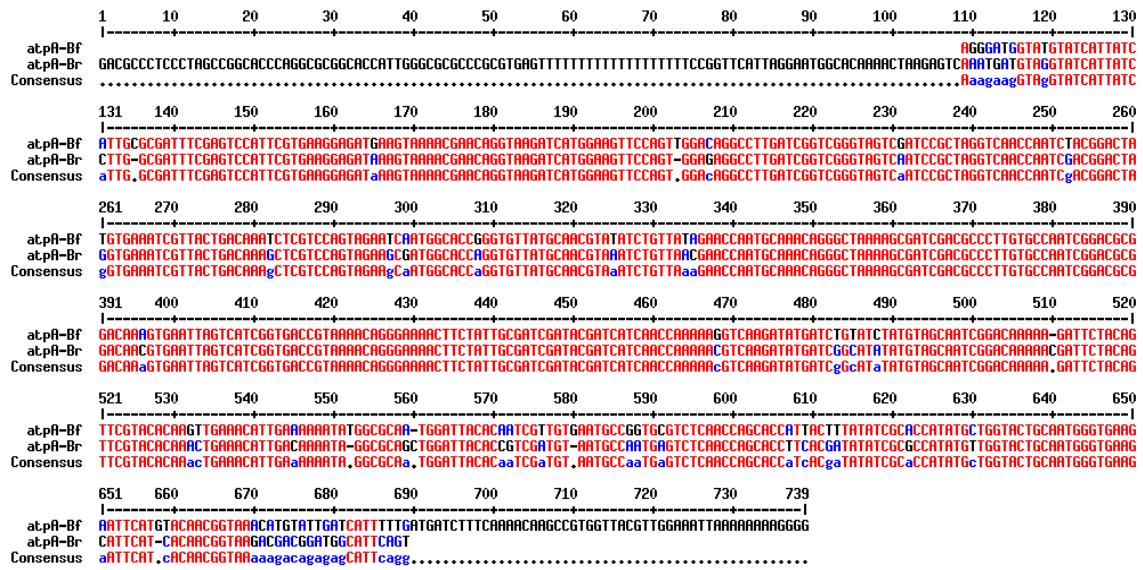 1 10 20 30 40 50 60 70 80 90 100 110 120 130
|--------+---------+---------+---------+---------+---------+---------+---------+---------+---------+---------+---------+---------|
atpA-Bf AGGGATGGTATGTATCATTATC
atpA-Br GACGCCCTCCCTAGCCGGCACCCAGGCGCGGCACCATTGGGCGCGCCCGCGTGAGTTTTTTTTTTTTTTTTTTTTCCGGTTCATTAGGAATGGCACAAAACTAAGAGTCAAATGATGTAGGTATCATTATC
Consensus ............................................................................................................AaagaagGTAgGTATCATTATC
131 140 150 160 170 180 190 200 210 220 230 240 250 260
|--------+---------+---------+---------+---------+---------+---------+---------+---------+---------+---------+---------+---------|
atpA-Bf ATTGCGCGATTTCGAGTCCATTCGTGAAGGAGATGAAGTAAAACGAACAGGTAAGATCATGGAAGTTCCAGTTGGACAGGCCTTGATCGGTCGGGTAGTCGATCCGCTAGGTCAACCAATCTACGGACTA
atpA-Br CTTG-GCGATTTCGAGTCCATTCGTGAAGGAGATAAAGTAAAACGAACAGGTAAGATCATGGAAGTTCCAGT-GGAGAGGCCTTGATCGGTCGGGTAGTCAATCCGCTAGGTCAACCAATCGACGGACTA
Consensus aTTG.GCGATTTCGAGTCCATTCGTGAAGGAGATaAAGTAAAACGAACAGGTAAGATCATGGAAGTTCCAGT.GGAcAGGCCTTGATCGGTCGGGTAGTCaATCCGCTAGGTCAACCAATCgACGGACTA
261 270 280 290 300 310 320 330 340 350 360 370 380 390
|--------+---------+---------+---------+---------+---------+---------+---------+---------+---------+---------+---------+---------|
atpA-Bf TGTGAAATCGTTACTGACAAATCTCGTCCAGTAGAATCAATGGCACCGGGTGTTATGCAACGTATATCTGTTATAGAACCAATGCAAACAGGGCTAAAAGCGATCGACGCCCTTGTGCCAATCGGACGCG
atpA-Br GGTGAAATCGTTACTGACAAAGCTCGTCCAGTAGAAGCGATGGCACCAGGTGTTATGCAACGTAAATCTGTTAACGAACCAATGCAAACAGGGCTAAAAGCGATCGACGCCCTTGTGCCAATCGGACGCG
Consensus gGTGAAATCGTTACTGACAAAgCTCGTCCAGTAGAAgCaATGGCACCaGGTGTTATGCAACGTAaATCTGTTAaaGAACCAATGCAAACAGGGCTAAAAGCGATCGACGCCCTTGTGCCAATCGGACGCG
391 400 410 420 430 440 450 460 470 480 490 500 510 520
|--------+---------+---------+---------+---------+---------+---------+---------+---------+---------+---------+---------+---------|
atpA-Bf GACAAAGTGAATTAGTCATCGGTGACCGTAAAACAGGGAAAACTTCTATTGCGATCGATACGATCATCAACCAAAAAGGTCAAGATATGATCTGTATCTATGTAGCAATCGGACAAAAA-GATTCTACAG
atpA-Br GACAACGTGAATTAGTCATCGGTGACCGTAAAACAGGGAAAACTTCTATTGCGATCGATACGATCATCAACCAAAAACGTCAAGATATGATCGGCATATATGTAGCAATCGGACAAAAACGATTCTACAG
Consensus GACAAaGTGAATTAGTCATCGGTGACCGTAAAACAGGGAAAACTTCTATTGCGATCGATACGATCATCAACCAAAAAcGTCAAGATATGATCgGcATaTATGTAGCAATCGGACAAAAA.GATTCTACAG
521 530 540 550 560 570 580 590 600 610 620 630 640 650
|--------+---------+---------+---------+---------+---------+---------+---------+---------+---------+---------+---------+---------|
atpA-Bf TTCGTACACAAGTTGAAACATTGAAAAAATATGGCGCAA-TGGATTACACAATCGTTGTGAATGCCGGTGCGTCTCAACCAGCACCATTACTTTATATCGCACCATATGCTGGTACTGCAATGGGTGAAG
atpA-Br TTCGTACACAAACTGAAACATTGACAAAATA-GGCGCAGCTGGATTACACCGTCGATGT-AATGCCAATGAGTCTCAACCAGCACCTTCACGATATATCGCGCCATATGTTGGTACTGCAATGGGTGAAG
Consensus TTCGTACACAAacTGAAACATTGAaAAAATA.GGCGCAa.TGGATTACACaaTCGaTGT.AATGCCaaTGaGTCTCAACCAGCACCaTcACgaTATATCGCaCCATATGcTGGTACTGCAATGGGTGAAG
651 660 670 680 690 700 710 720 730 739
|--------+---------+---------+---------+---------+---------+---------+---------+--------|
atpA-Bf AATTCATGTACAACGGTAAACATGTATTGATCATTTTTGATGATCTTTCAAAACAAGCCGTGGTTACGTTGGAAATTAAAAAAAAGGGG
atpA-Br CATTCAT-CACAACGGTAAGACGACGGATGGCATTCAGT
Consensus aATTCAT.cACAACGGTAAaaagacagagagCATTcagg..................................................